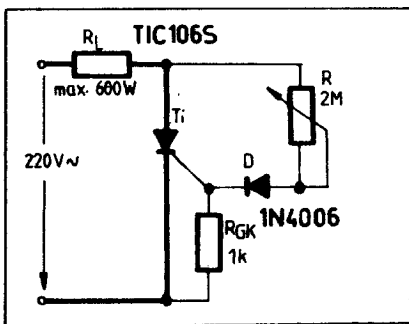 TIC106S
RL
max. 600W
Ti
R
2M
220V~
D
1N4006
RGK
1k